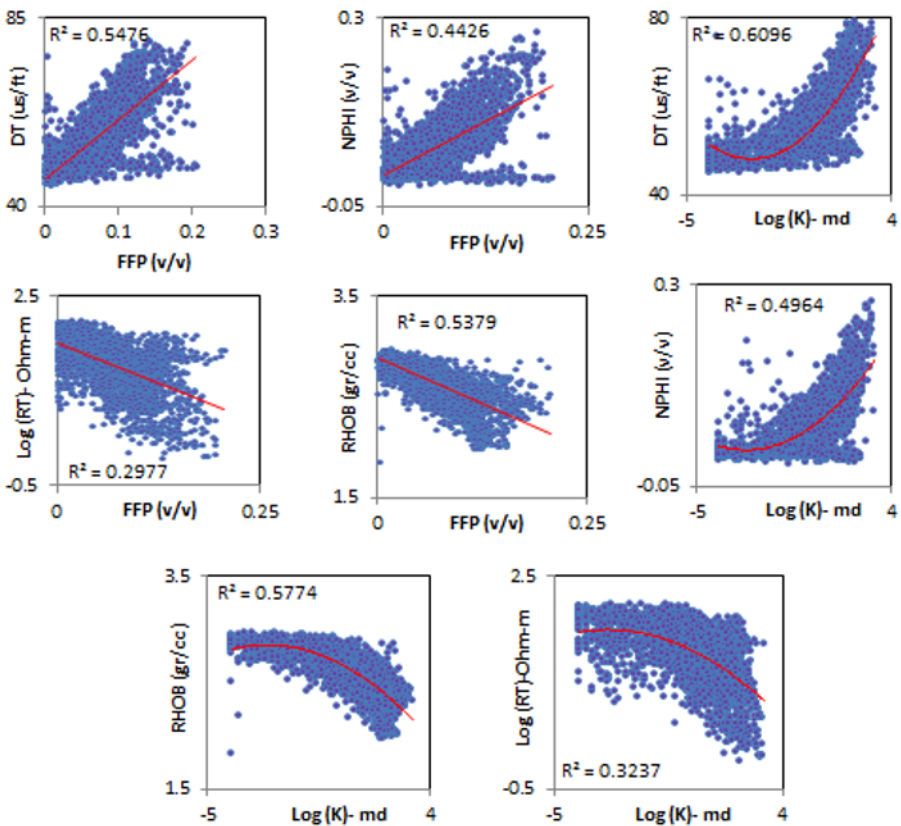 85
R² = 0.5476
DT (us/ft)
40
0
0.1
0.2
0.3
FFP (v/v)
0.3
R² = 0.4426
NPHI (v/v)
-0.05
0
0.25
FFP (v/v)
80
R² = 0.6096
DT (us/ft)
40
-5
4
Log (K)- md
2.5
Log (RT)- Ohm-m
R² = 0.2977
-0.5
0
0.25
FFP (v/v)
3.5
R² = 0.5379
RHOB (gr/cc)
1.5
0
0.25
FFP (v/v)
0.3
R² = 0.4964
NPHI (v/v)
-0.05
-5
4
Log (K)- md
3.5
R² = 0.5774
RHOB (gr/cc)
1.5
-5
4
Log (K)- md
2.5
Log (RT)-Ohm-m
R² = 0.3237
-0.5
-5
4
Log (K)- md